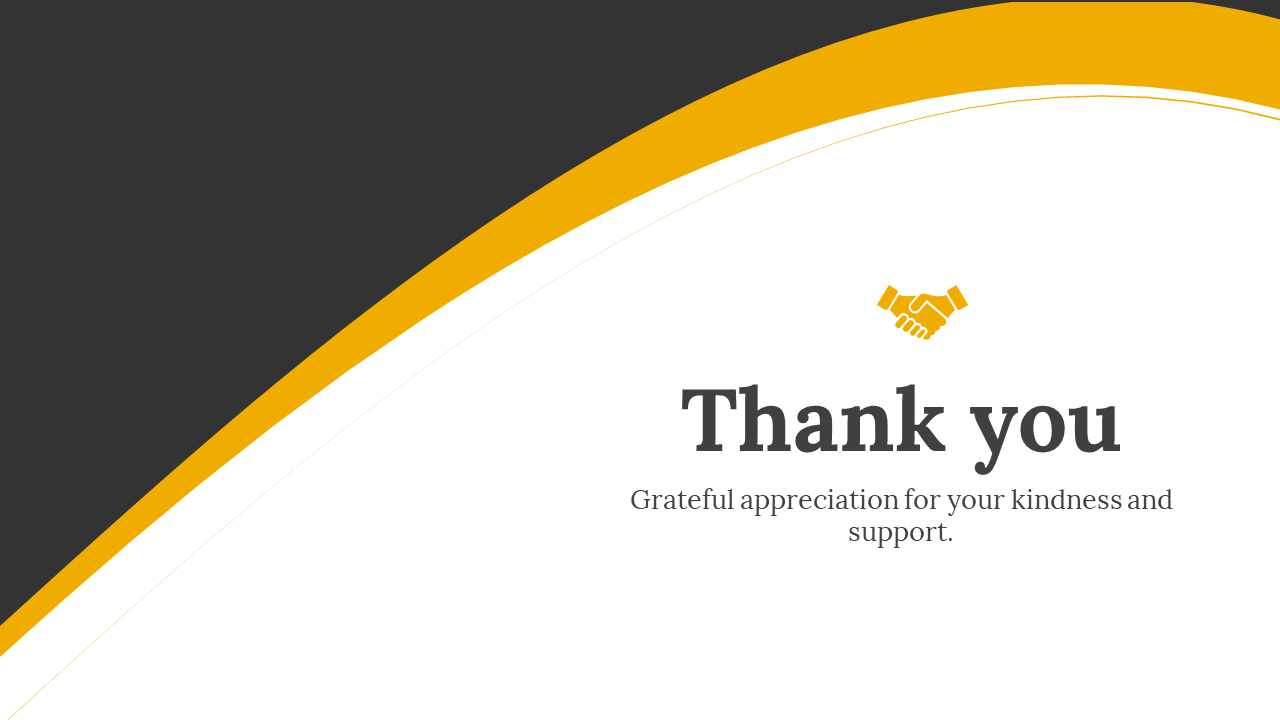 Thank you
Grateful appreciation for your kindness and
support.